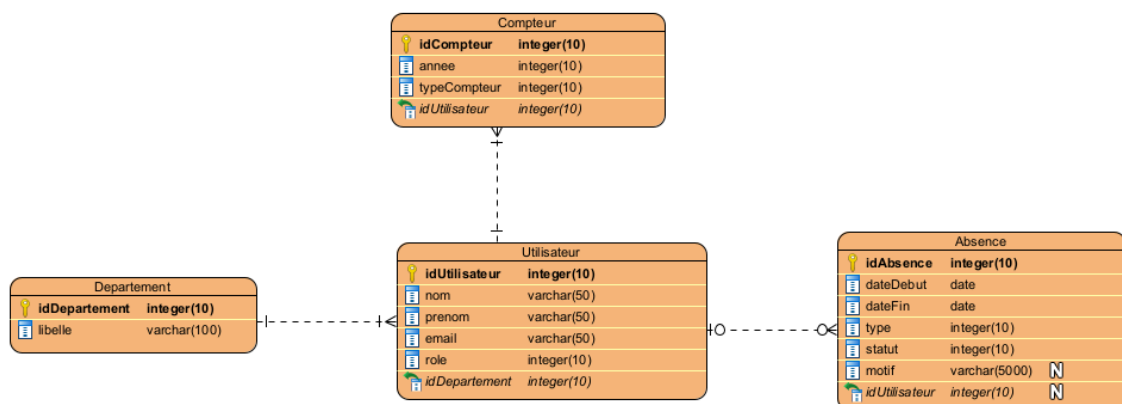 Compteur
idCompteur integer(10)
annee integer(10)
typeCompteur integer(10)
idUtilisateur integer(10)
Departement
idDepartement integer(10)
libelle varchar(100)
Utilisateur
idUtilisateur integer(10)
nom varchar(50)
prenom varchar(50)
email varchar(50)
role integer(10)
idDepartement integer(10)
Absence
idAbsence integer(10)
dateDebut date
dateFin date
type integer(10)
statut integer(10)
motif varchar(5000) N
idUtilisateur integer(10) N